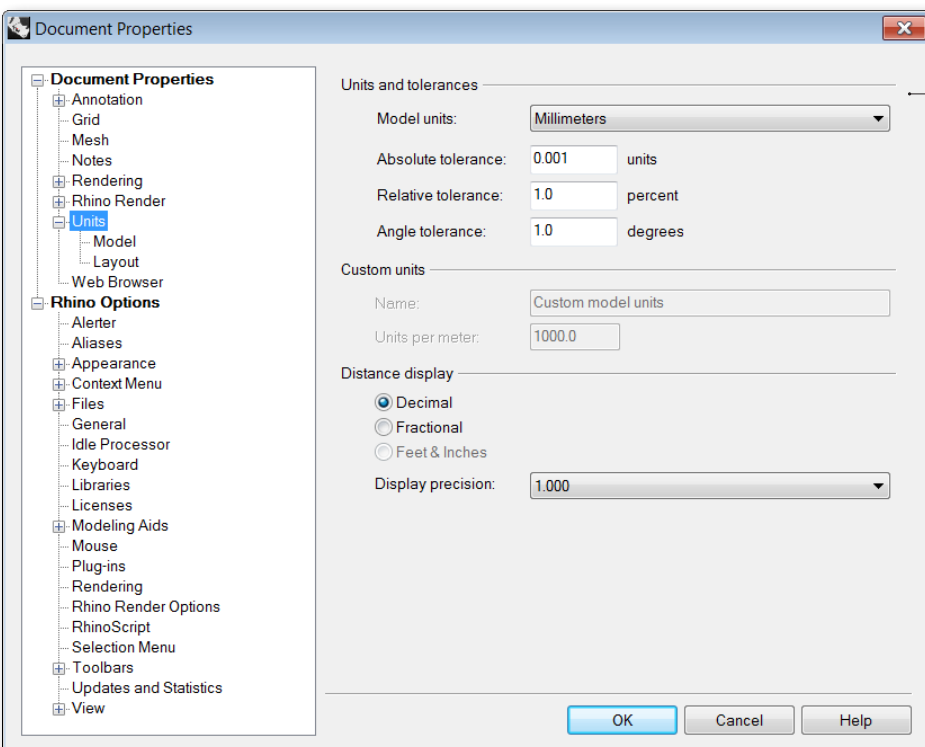 Document Properties
Document Properties
Annotation
Grid
Mesh
Notes
Rendering
Rhino Render
Units
Model
Layout
Web Browser
Rhino Options
Alerter
Aliases
Appearance
Context Menu
Files
General
Idle Processor
Keyboard
Libraries
Licenses
Modeling Aids
Mouse
Plug-ins
Rendering
Rhino Render Options
RhinoScript
Selection Menu
Toolbars
Updates and Statistics
View
Units and tolerances
Model units: Millimeters
Absolute tolerance: 0.001 units
Relative tolerance: 1.0 percent
Angle tolerance: 1.0 degrees
Custom units
Name: Custom model units
Units per meter: 1000.0
Distance display
Decimal
Fractional
Feet & Inches
Display precision: 1.000
OK Cancel Help